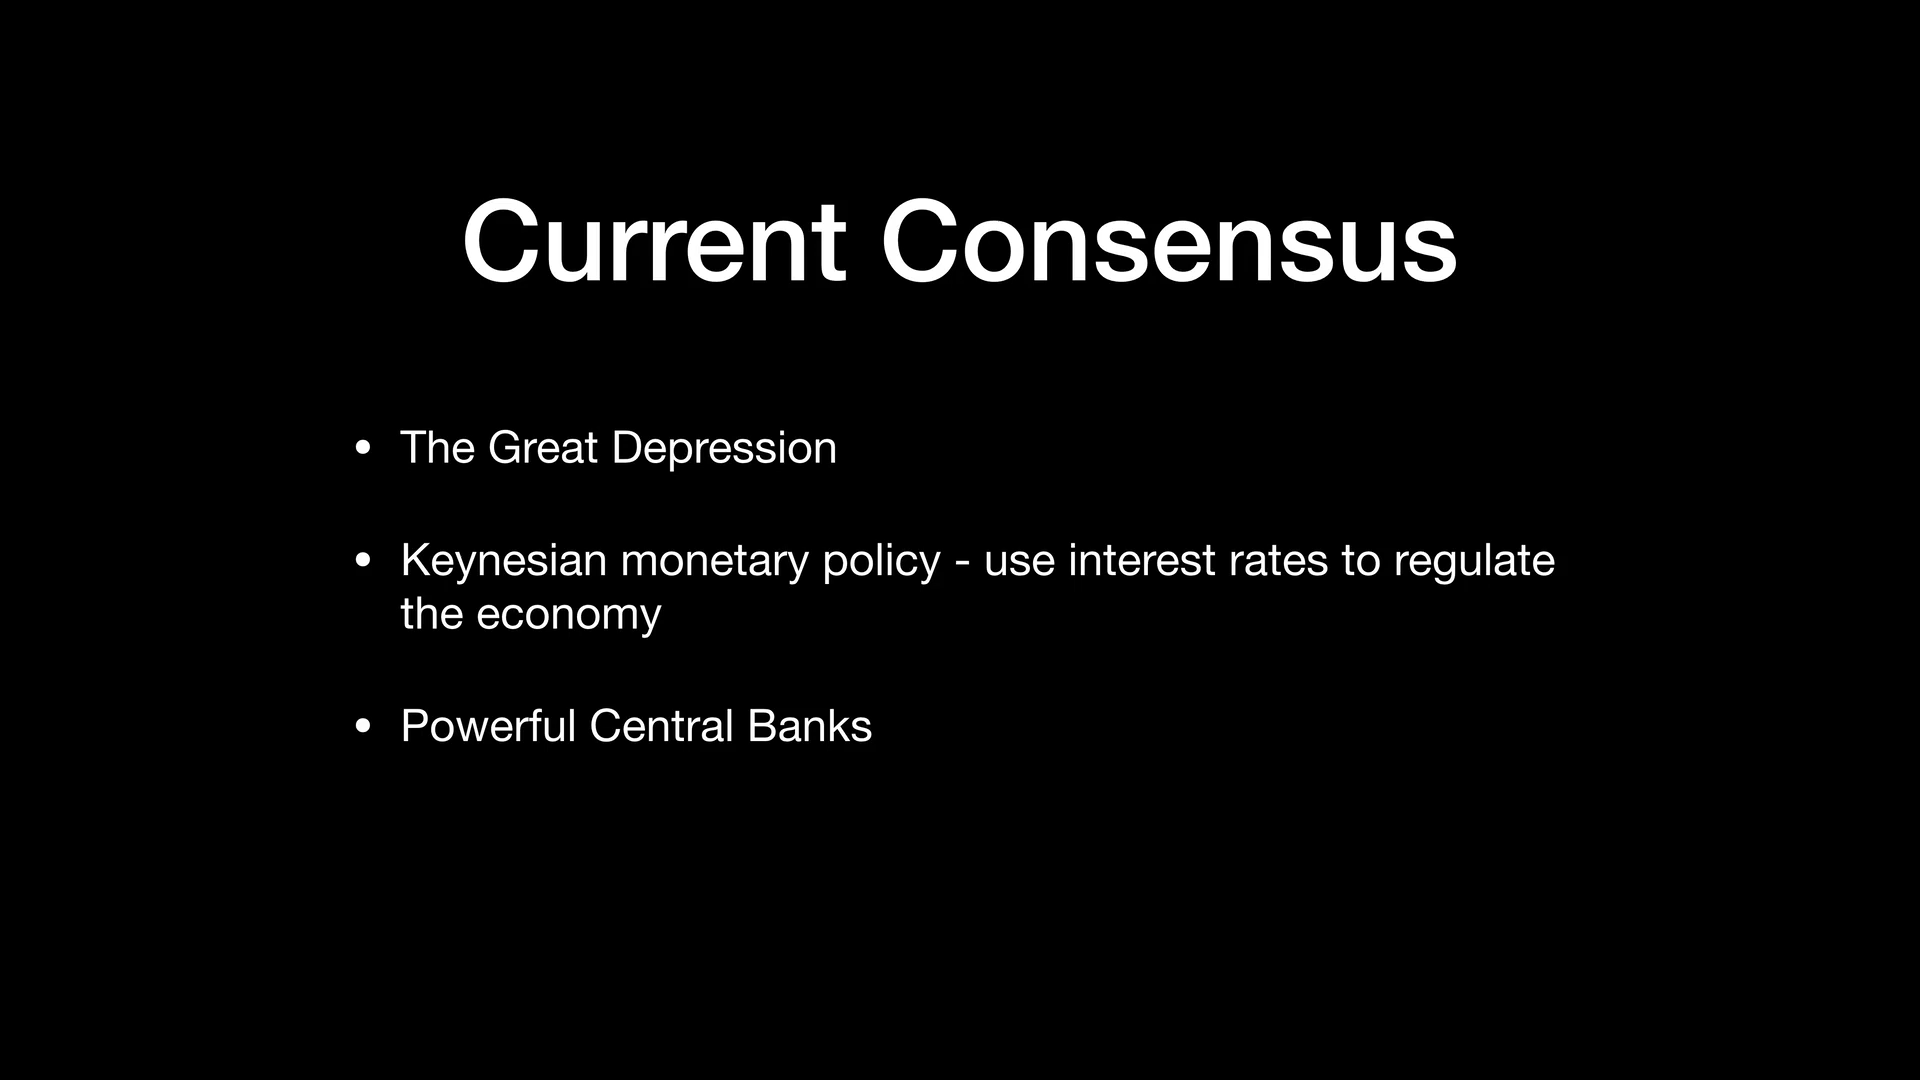 Current Consensus
• The Great Depression
• Keynesian monetary policy - use interest rates to regulate
the economy
• Powerful Central Banks